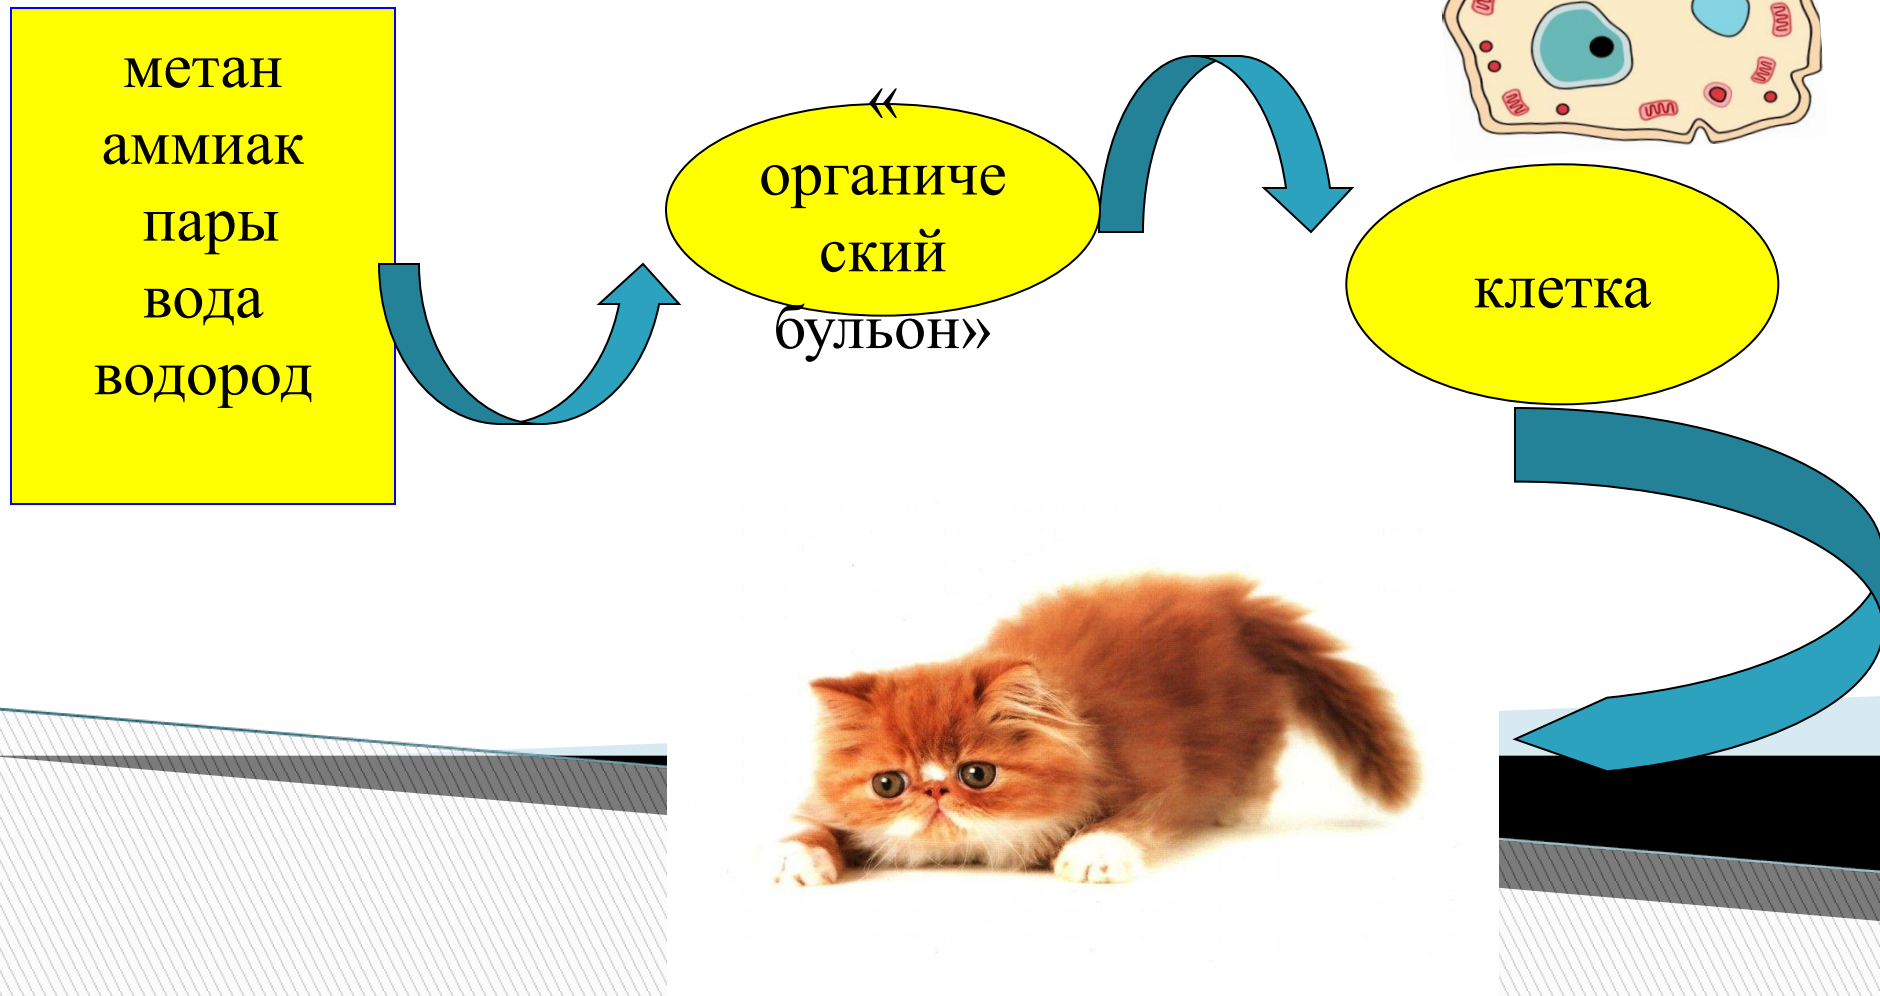 метан
аммиак
пары
вода
водород
«
органиче
ский
бульон»
клетка